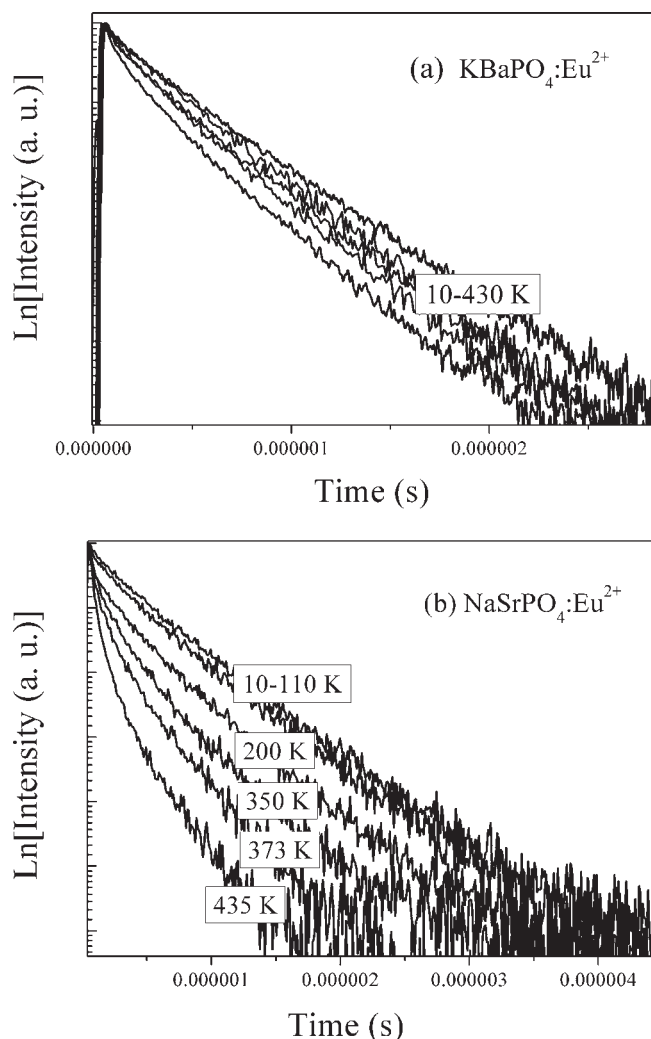 (a) KBaPO₄:Eu²⁺
Ln[[Intensity (a. u.)]
10-430 K
0.000000 0.000001 0.000002
Time (s)
(b) NaSrPO₄:Eu²⁺
Ln[[Intensity (a. u.)]
10-110 K
200 K
350 K
373 K
435 K
0.000001 0.000002 0.000003 0.000004
Time (s)